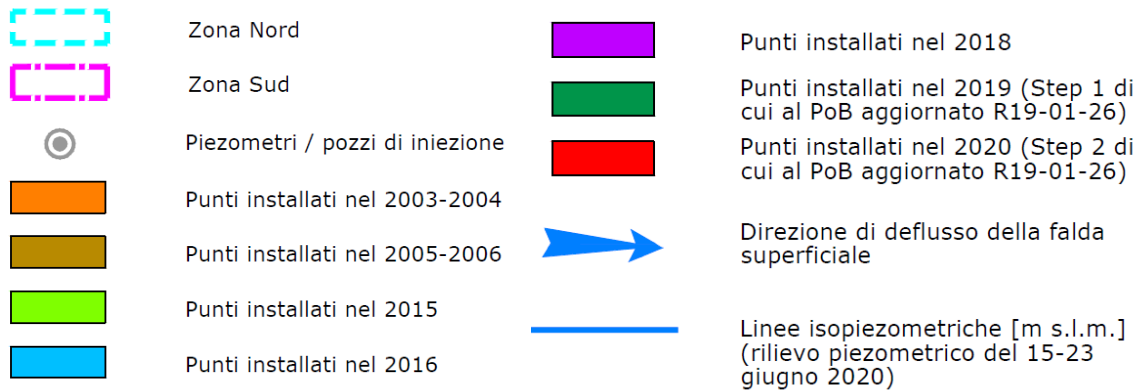 Zona Nord
Zona Sud
Piezometri / pozzi di iniezione
Punti installati nel 2003-2004
Punti installati nel 2005-2006
Punti installati nel 2015
Punti installati nel 2016
Punti installati nel 2018
Punti installati nel 2019 (Step 1 di
cui al PoB aggiornato R19-01-26)
Punti installati nel 2020 (Step 2 di
cui al PoB aggiornato R19-01-26)
Direzione di deflusso della falda
superficiale
Linee isopiezometriche [m s.l.m.]
(rilievo piezometrico del 15-23
giugno 2020)